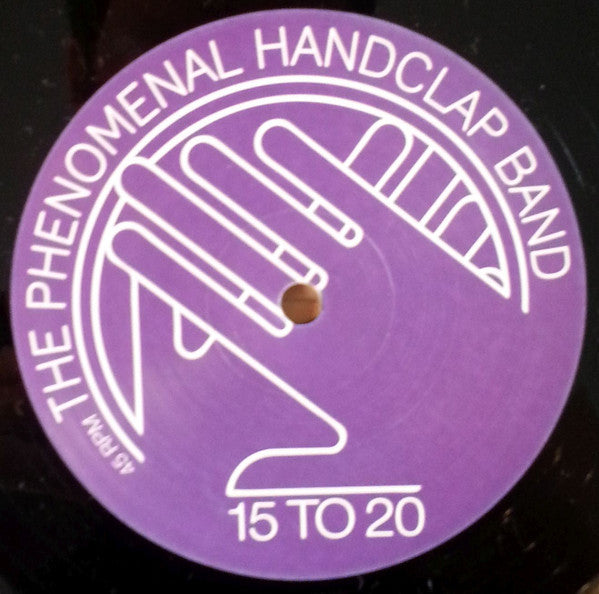 THE PHENOMENAL HANDCLAP BAND
45 RPM
15 TO 20